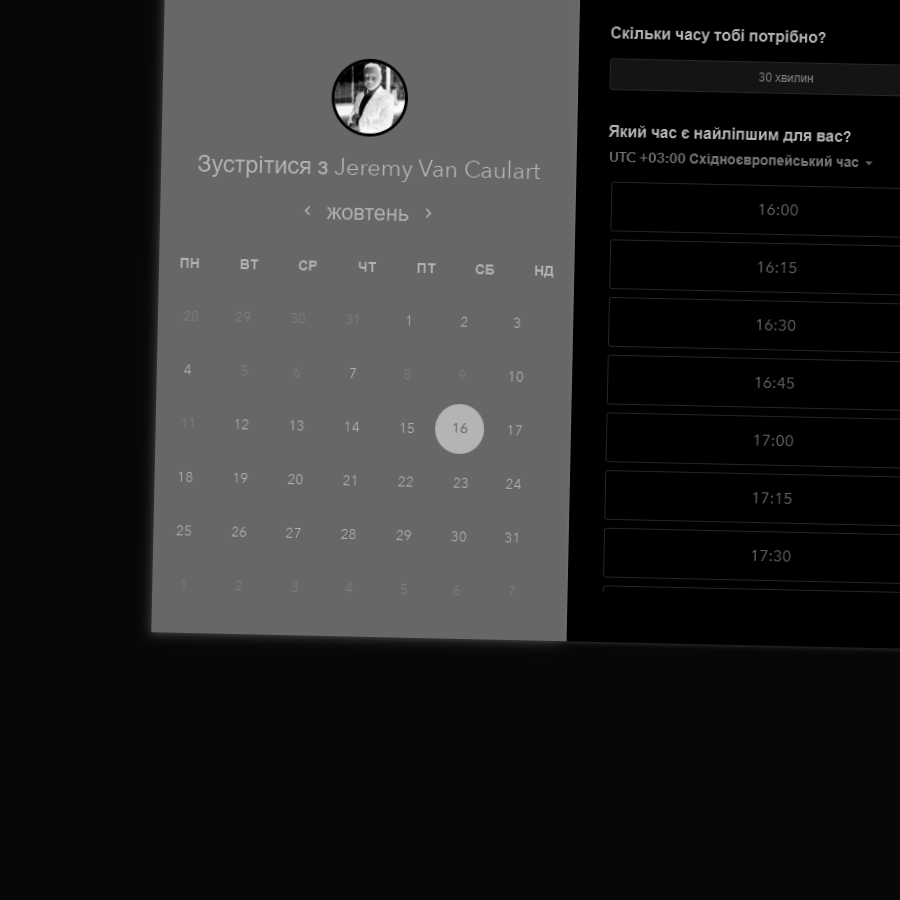 Зустрітися з Jeremy Van Caulart
жовтень
ПН ВТ СР ЧТ ПТ СБ НД
28 29 30 31 1 2 3
4 5 6 7 8 9 10
11 12 13 14 15 16 17
18 19 20 21 22 23 24
25 26 27 28 29 30 31
1 2 3 4 5 6 7
Скільки часу тобі потрібно?
30 хвилин
Який час є найліпшим для вас?
UTC +03:00 Східноєвропейський час
16:00
16:15
16:30
16:45
17:00
17:15
17:30